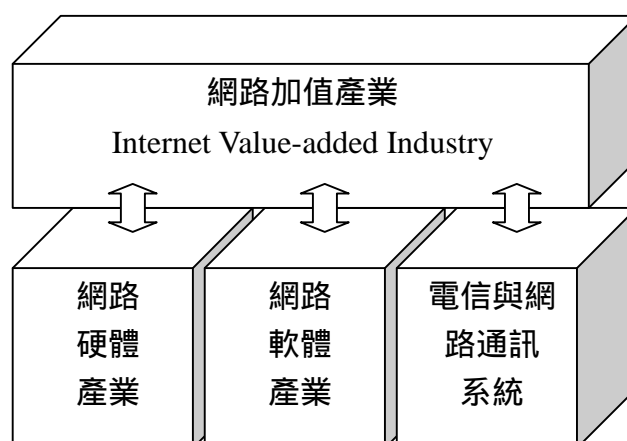 網路加值產業
Internet Value-added Industry
網路
硬體
產業
網路
軟體
產業
電信與網
路通訊
系統